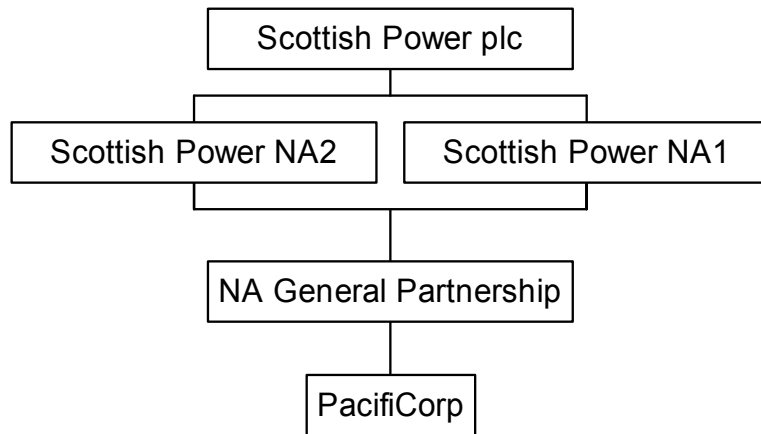 Scottish Power plc
Scottish Power NA2
Scottish Power NA1
NA General Partnership
PacifiCorp